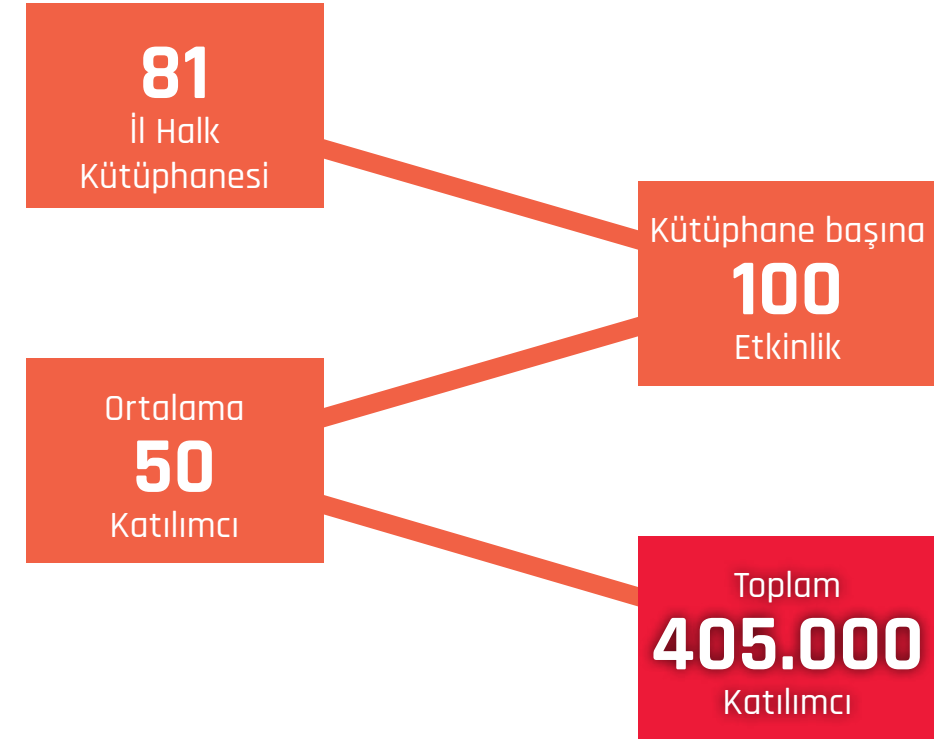 81
İl Halk
Kütüphanesi
Kütüphane başına
100
Etkinlik
Ortalama
50
Katılımcı
Toplam
405.000
Katılımcı